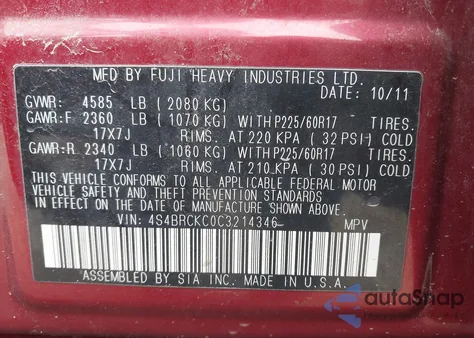 MFD BY FUJI HEAVY INDUSTRIES LTD.
DATE: 10/11
GVWR: 4585 LB ( 2080 KG)
GAWR:F 2360 LB ( 1070 KG) WITH P225/60R17 TIRES.
17X7J RIMS. AT 220 KPA ( 32 PSI) COLD
GAWR:R 2340 LB ( 1060 KG) WITH P225/60R17 TIRES.
17X7J RIMS. AT 210 KPA ( 30 PSI) COLD
THIS VEHICLE CONFORMS TO ALL APPLICABLE FEDERAL MOTOR
VEHICLE SAFETY AND THEFT PREVENTION STANDARDS
IN EFFECT ON THE DATE OF MANUFACTURE SHOWN ABOVE.
VIN: 4S4BRCKC0C3214346 MPV
ASSEMBLED BY SIA INC. MADE IN U.S.A.
autoSnap